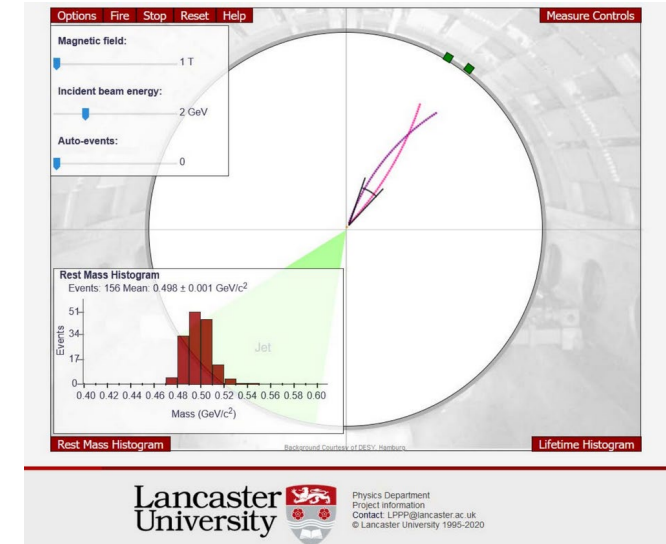 Options Fire Stop Reset Help
Measure Controls
Magnetic field:
1 T
Incident beam energy:
2 GeV
Auto-events:
0
Rest Mass Histogram
Events: 156 Mean: 0.498 ± 0.001 GeV/c²
51
34
17
0
Events
Jet
0.40 0.42 0.44 0.46 0.48 0.50 0.52 0.54 0.56 0.58 0.60
Mass (GeV/c²)
Rest Mass Histogram
Background Courtesy of DESY, Hamburg.
Lifetime Histogram
Lancaster
University
Physics Department
Project information
Contact: LPPP@lancaster.ac.uk
© Lancaster University 1995-2020